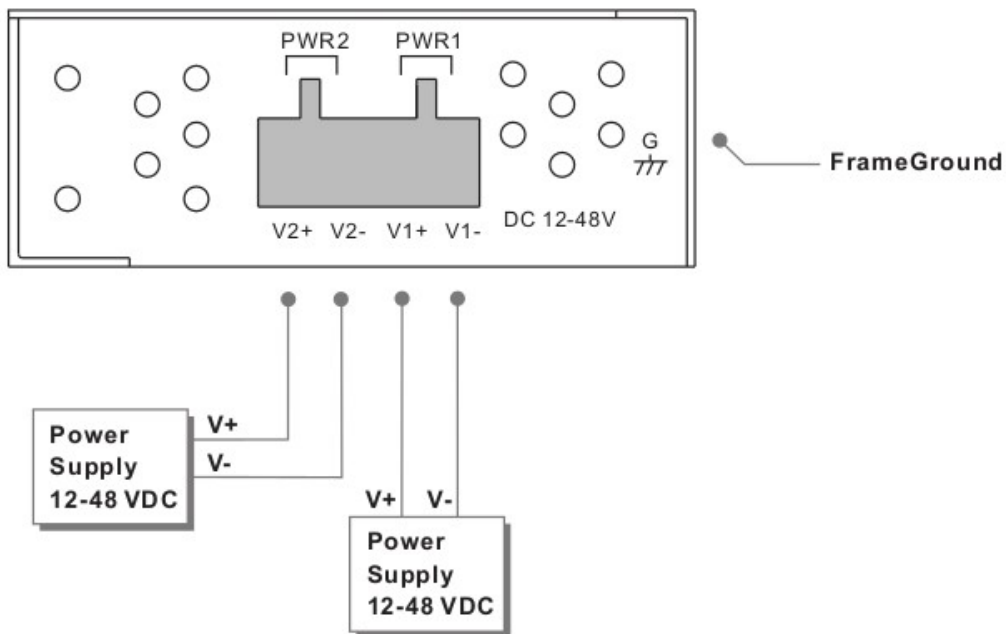 PWR2 PWR1
G
FrameGround
V2+ V2- V1+ V1- DC 12-48V
V+
V-
Power
Supply
12-48 VDC
V+ V-
Power
Supply
12-48 VDC